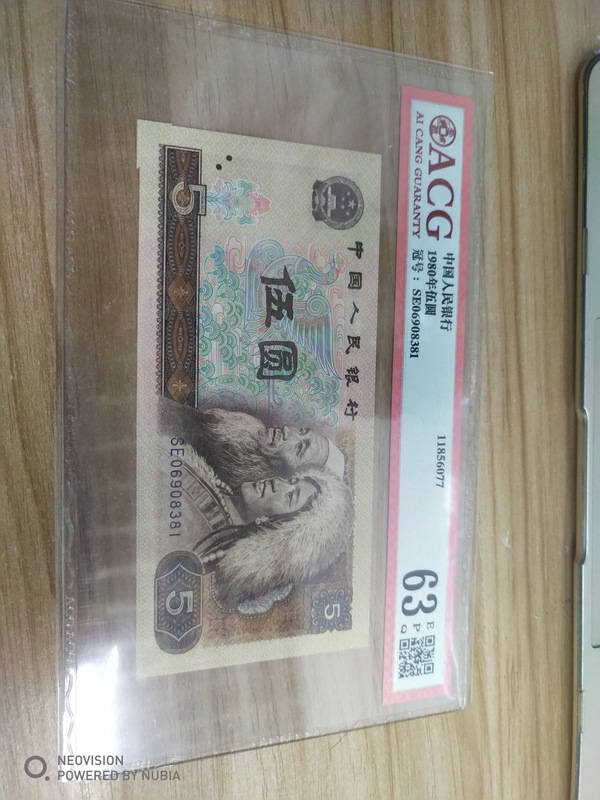 ACG
AI CANG GUARANTY
中国人民银行
1980年伍圆
冠号：SE06908381
11856077
63
E
P
Q
中国人民银行
伍圆
5
SE06908381
5
5
NEOVISION
POWERED BY NUBIA